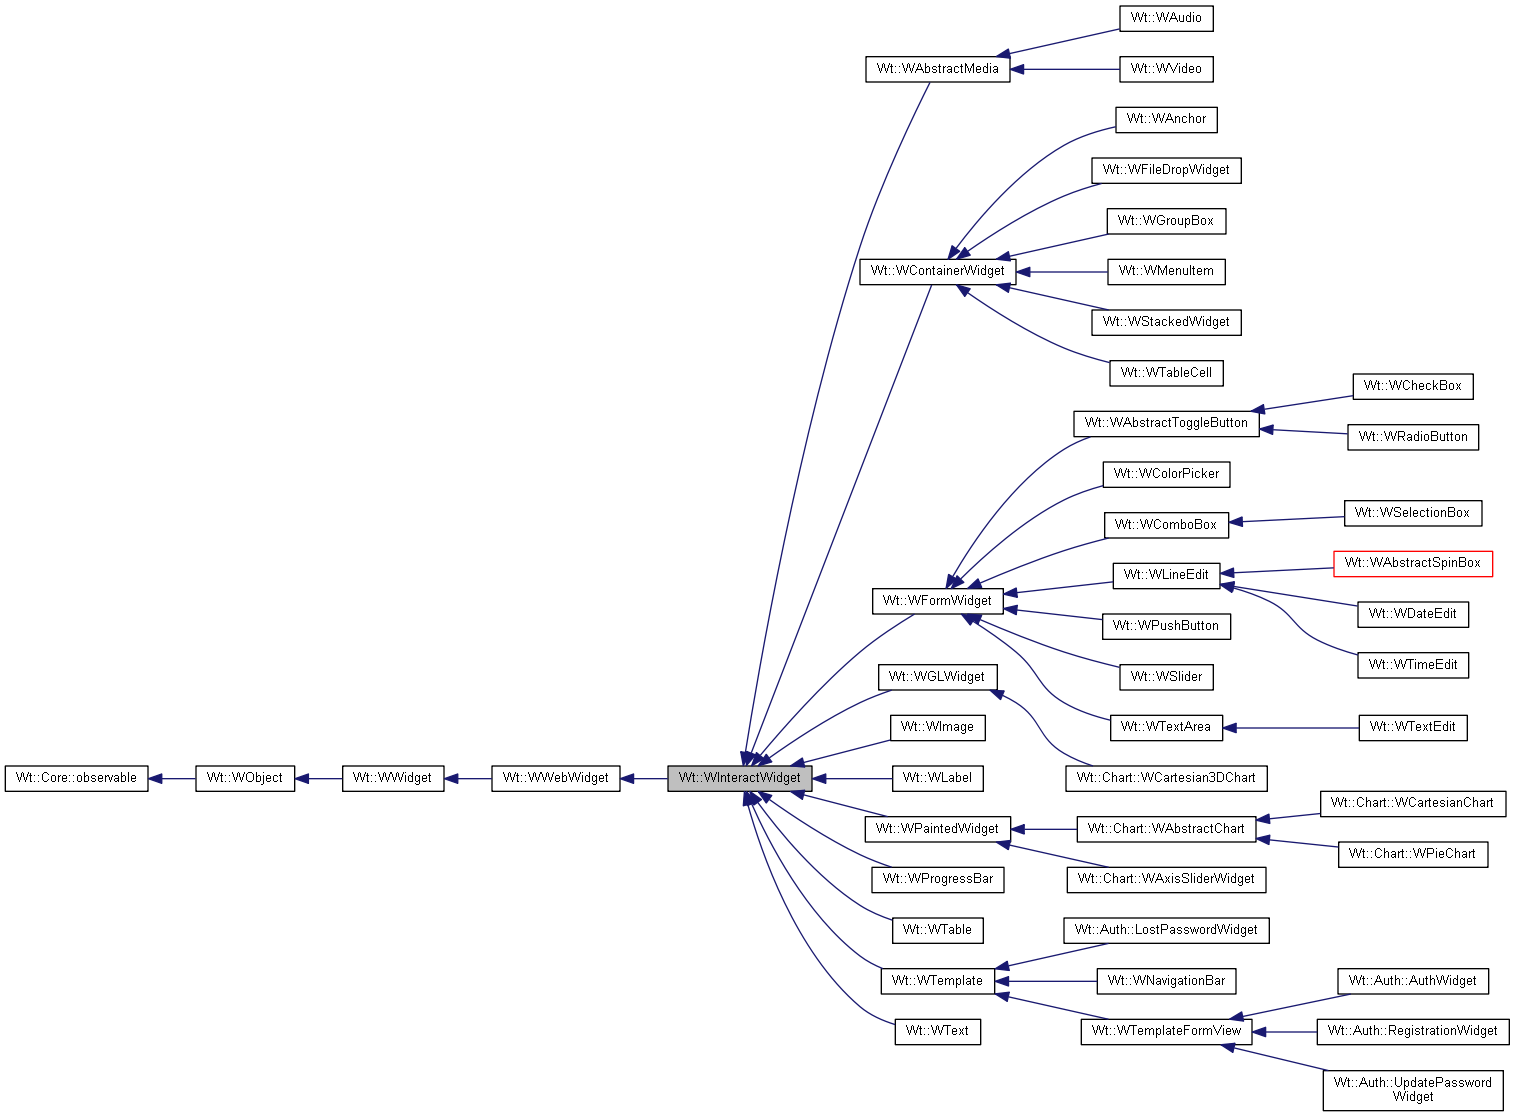 Wt::WAudio
Wt::WAbstractMedia
Wt::WVideo
Wt::WAnchor
Wt::WFileDropWidget
Wt::WGroupBox
Wt::WContainerWidget
Wt::WMenuItem
Wt::WStackedWidget
Wt::WTableCell
Wt::WCheckBox
Wt::WAbstractToggleButton
Wt::WRadioButton
Wt::WColorPicker
Wt::WComboBox
Wt::WSelectionBox
Wt::WLineEdit
Wt::WAbstractSpinBox
Wt::WFormWidget
Wt::WDateEdit
Wt::WPushButton
Wt::WTimeEdit
Wt::WGLWidget
Wt::WSlider
Wt::WImage
Wt::WTextArea
Wt::WTextEdit
Wt::Core::observable
Wt::WObject
Wt::WWidget
Wt::WWebWidget
Wt::WInteractWidget
Wt::WLabel
Wt::Chart::WCartesian3DChart
Wt::Chart::WCartesianChart
Wt::WPaintedWidget
Wt::Chart::WAbstractChart
Wt::Chart::WPieChart
Wt::WProgressBar
Wt::Chart::WAxisSliderWidget
Wt::WTable
Wt::Auth::LostPasswordWidget
Wt::WTemplate
Wt::WNavigationBar
Wt::Auth::AuthWidget
Wt::WText
Wt::WTemplateFormView
Wt::Auth::RegistrationWidget
Wt::Auth::UpdatePassword
Widget